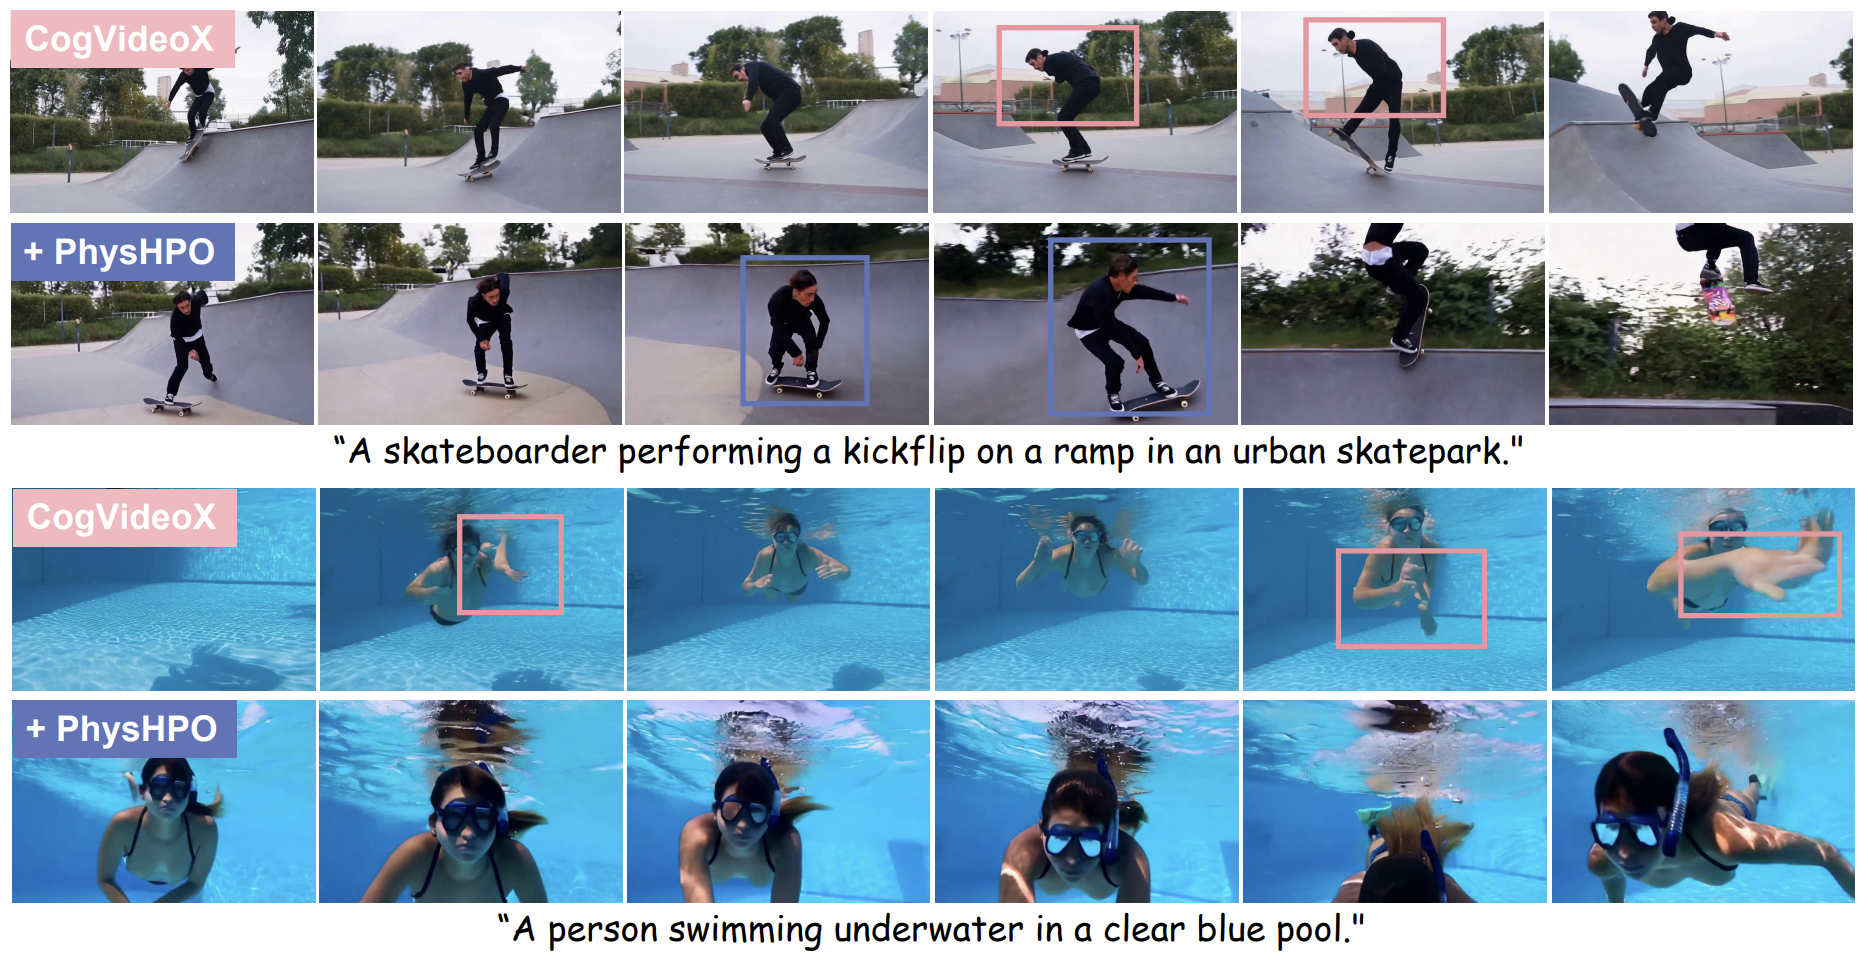 CogVideoX
+ PhysHPO
“A skateboarder performing a kickflip on a ramp in an urban skatepark."
CogVideoX
+ PhysHPO
“A person swimming underwater in a clear blue pool."